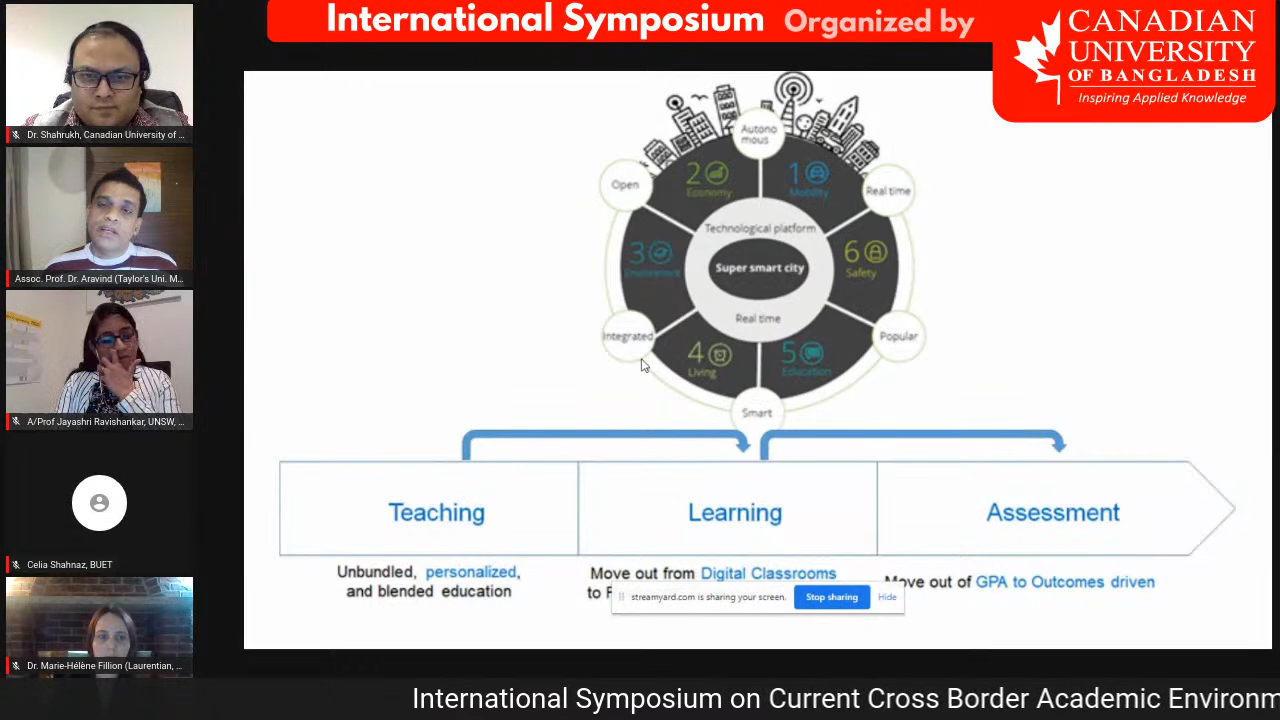 International Symposium Organized by
CANADIAN
UNIVERSITY
OF BANGLADESH
Inspiring Applied Knowledge
Dr. Shahrukh, Canadian University of ...
Assoc. Prof. Dr. Aravind (Taylor's Uni. M...
A/Prof Jayashri Ravishankar, UNSW, ...
Celia Shahnaz, BUET
Dr. Marie-Hélène Fillion (Laurentian, ...
Autono
mous
2
Economy
1
Mobility
Open
Real time
Technological platform
3
Environment
Super smart city
6
Safety
Real time
Integrated
Popular
4
Living
5
Education
Smart
Teaching
Learning
Assessment
Unbundled, personalized,
and blended education
Move out from Digital Classrooms
to
Move out of GPA to Outcomes driven
streamyard.com is sharing your screen.
Stop sharing
Hide
International Symposium on Current Cross Border Academic Environm